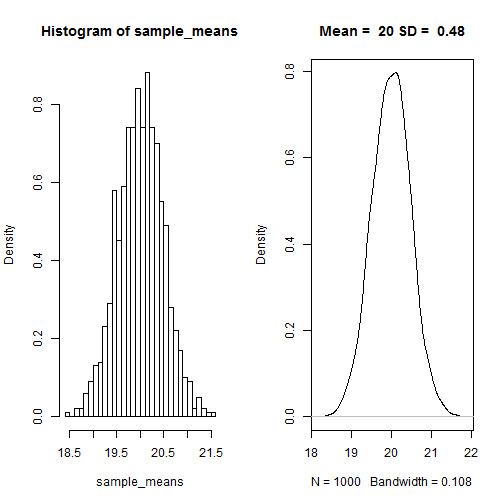 Histogram of sample_means
Density
0.0 0.2 0.4 0.6 0.8
18.5 19.5 20.5 21.5
sample_means
Mean =  20 SD =  0.48
Density
0.0 0.2 0.4 0.6 0.8
18 19 20 21 22
N = 1000   Bandwidth = 0.108